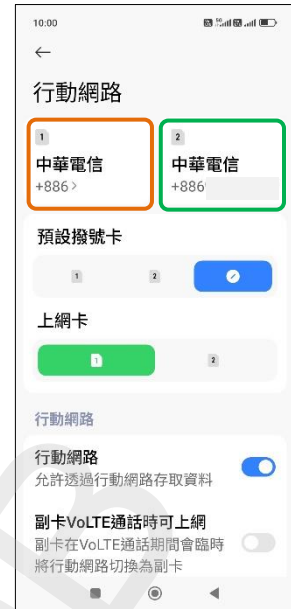 10:00
行動網路
1
中華電信
+886 >
2
中華電信
+886
預設撥號卡
1 2
上網卡
1 2
行動網路
行動網路
允許透過行動網路存取資料
副卡VoLTE通話時可上網
副卡在VoLTE通話期間會臨時
將行動網路切換為副卡